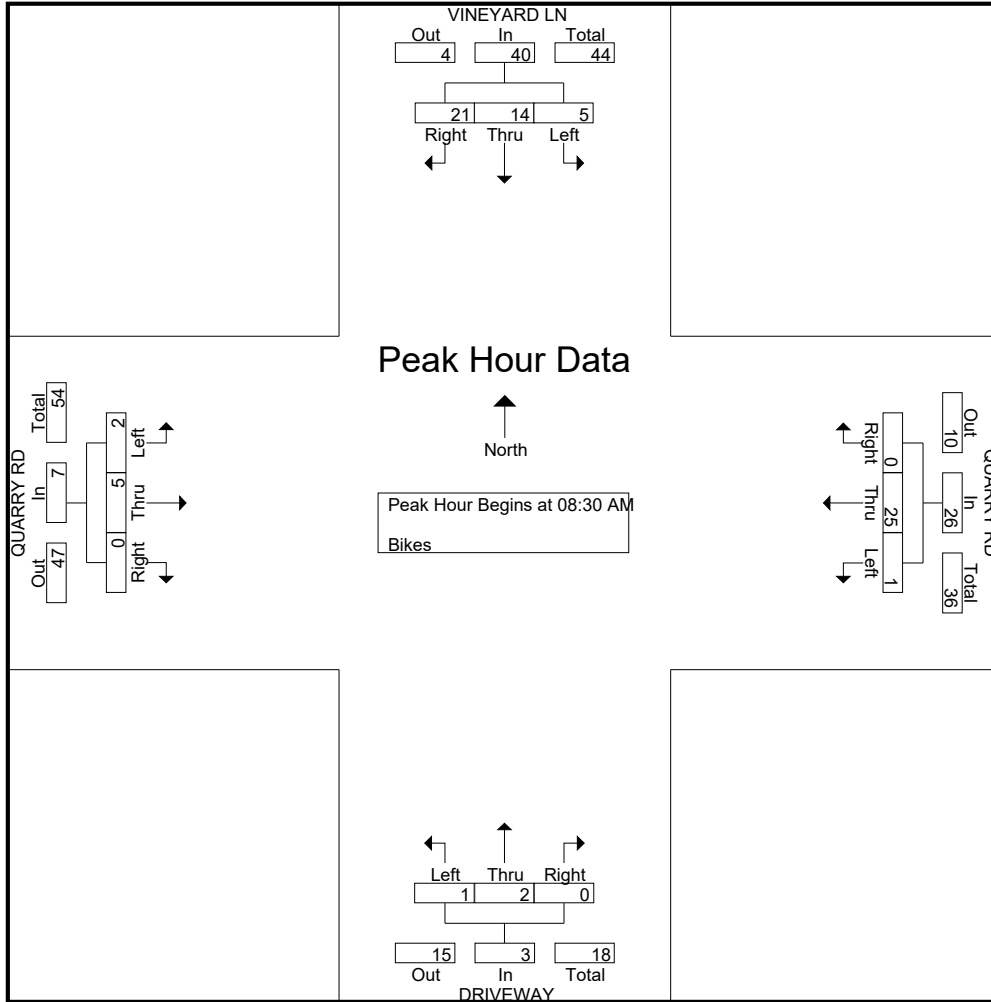 VINEYARD LN
Out In Total
4 40 44
21 14 5
Right Thru Left
Peak Hour Data
North
Peak Hour Begins at 08:30 AM
Bikes
QUARRY RD
Total In Out
54 7 47
2 5 0
Left Thru Right
QUARRY RD
Out In Total
10 26 36
0 25 1
Right Thru Left
Left Thru Right
1 2 0
15 3 18
Out In Total
DRIVEWAY